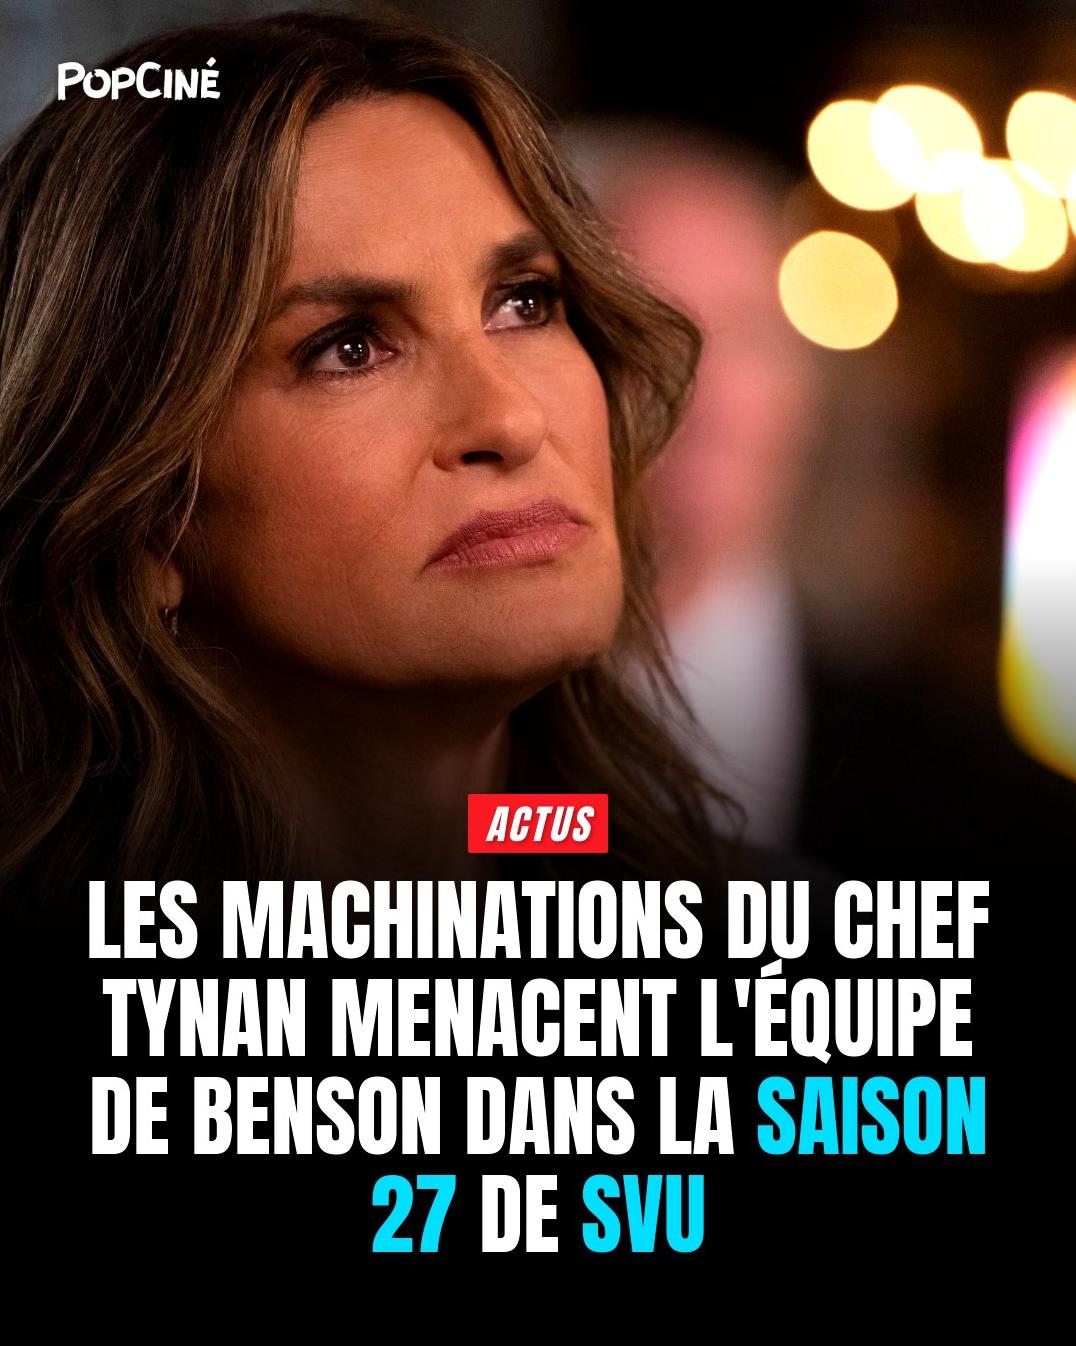 POPCINÉ
ACTUS
LES MACHINATIONS DU CHEF
TYNAN MENACENT L'ÉQUIPE
DE BENSON DANS LA SAISON
27 DE SVU